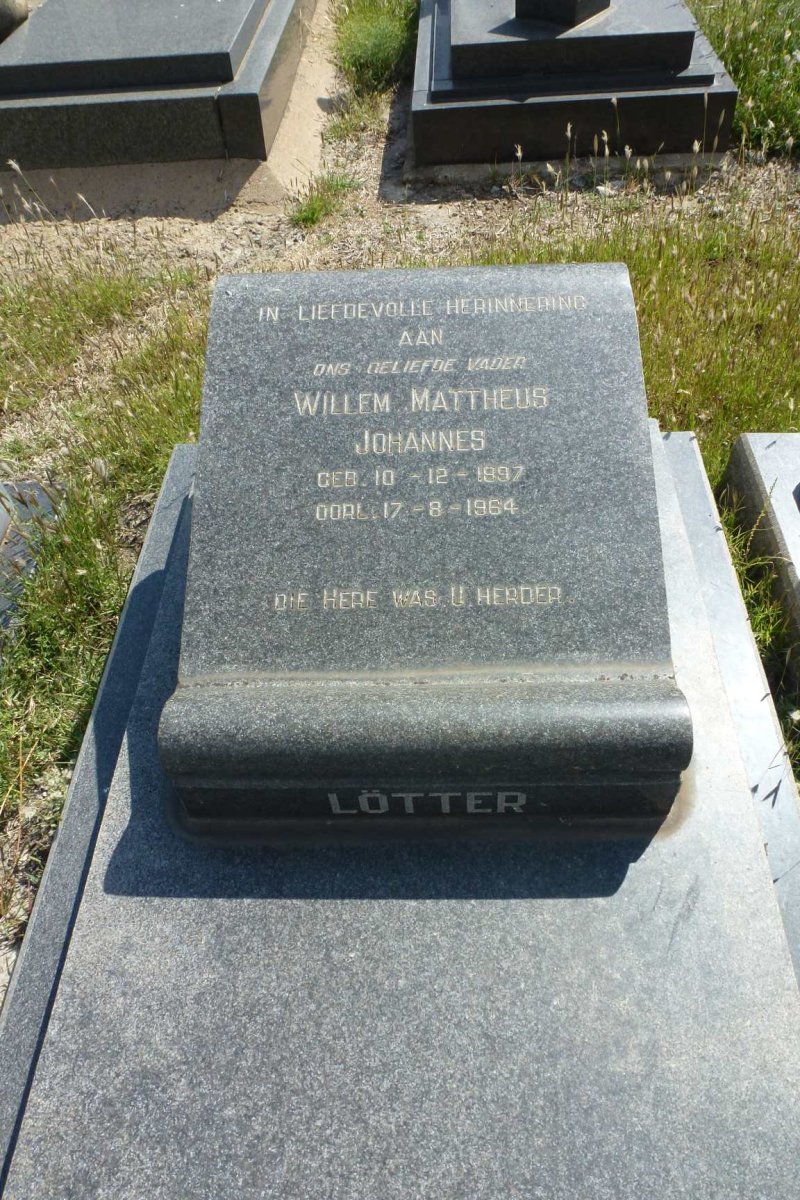 IN LIEFDEVOLLE HERINNERING
AAN
ONS GELIEFDE VADER
WILLEM MATTHEUS
JOHANNES
GEB. 10 - 12 - 1897
OORL. 17 - 8 - 1964
DIE HERE WAS U HERDER.
LÖTTER